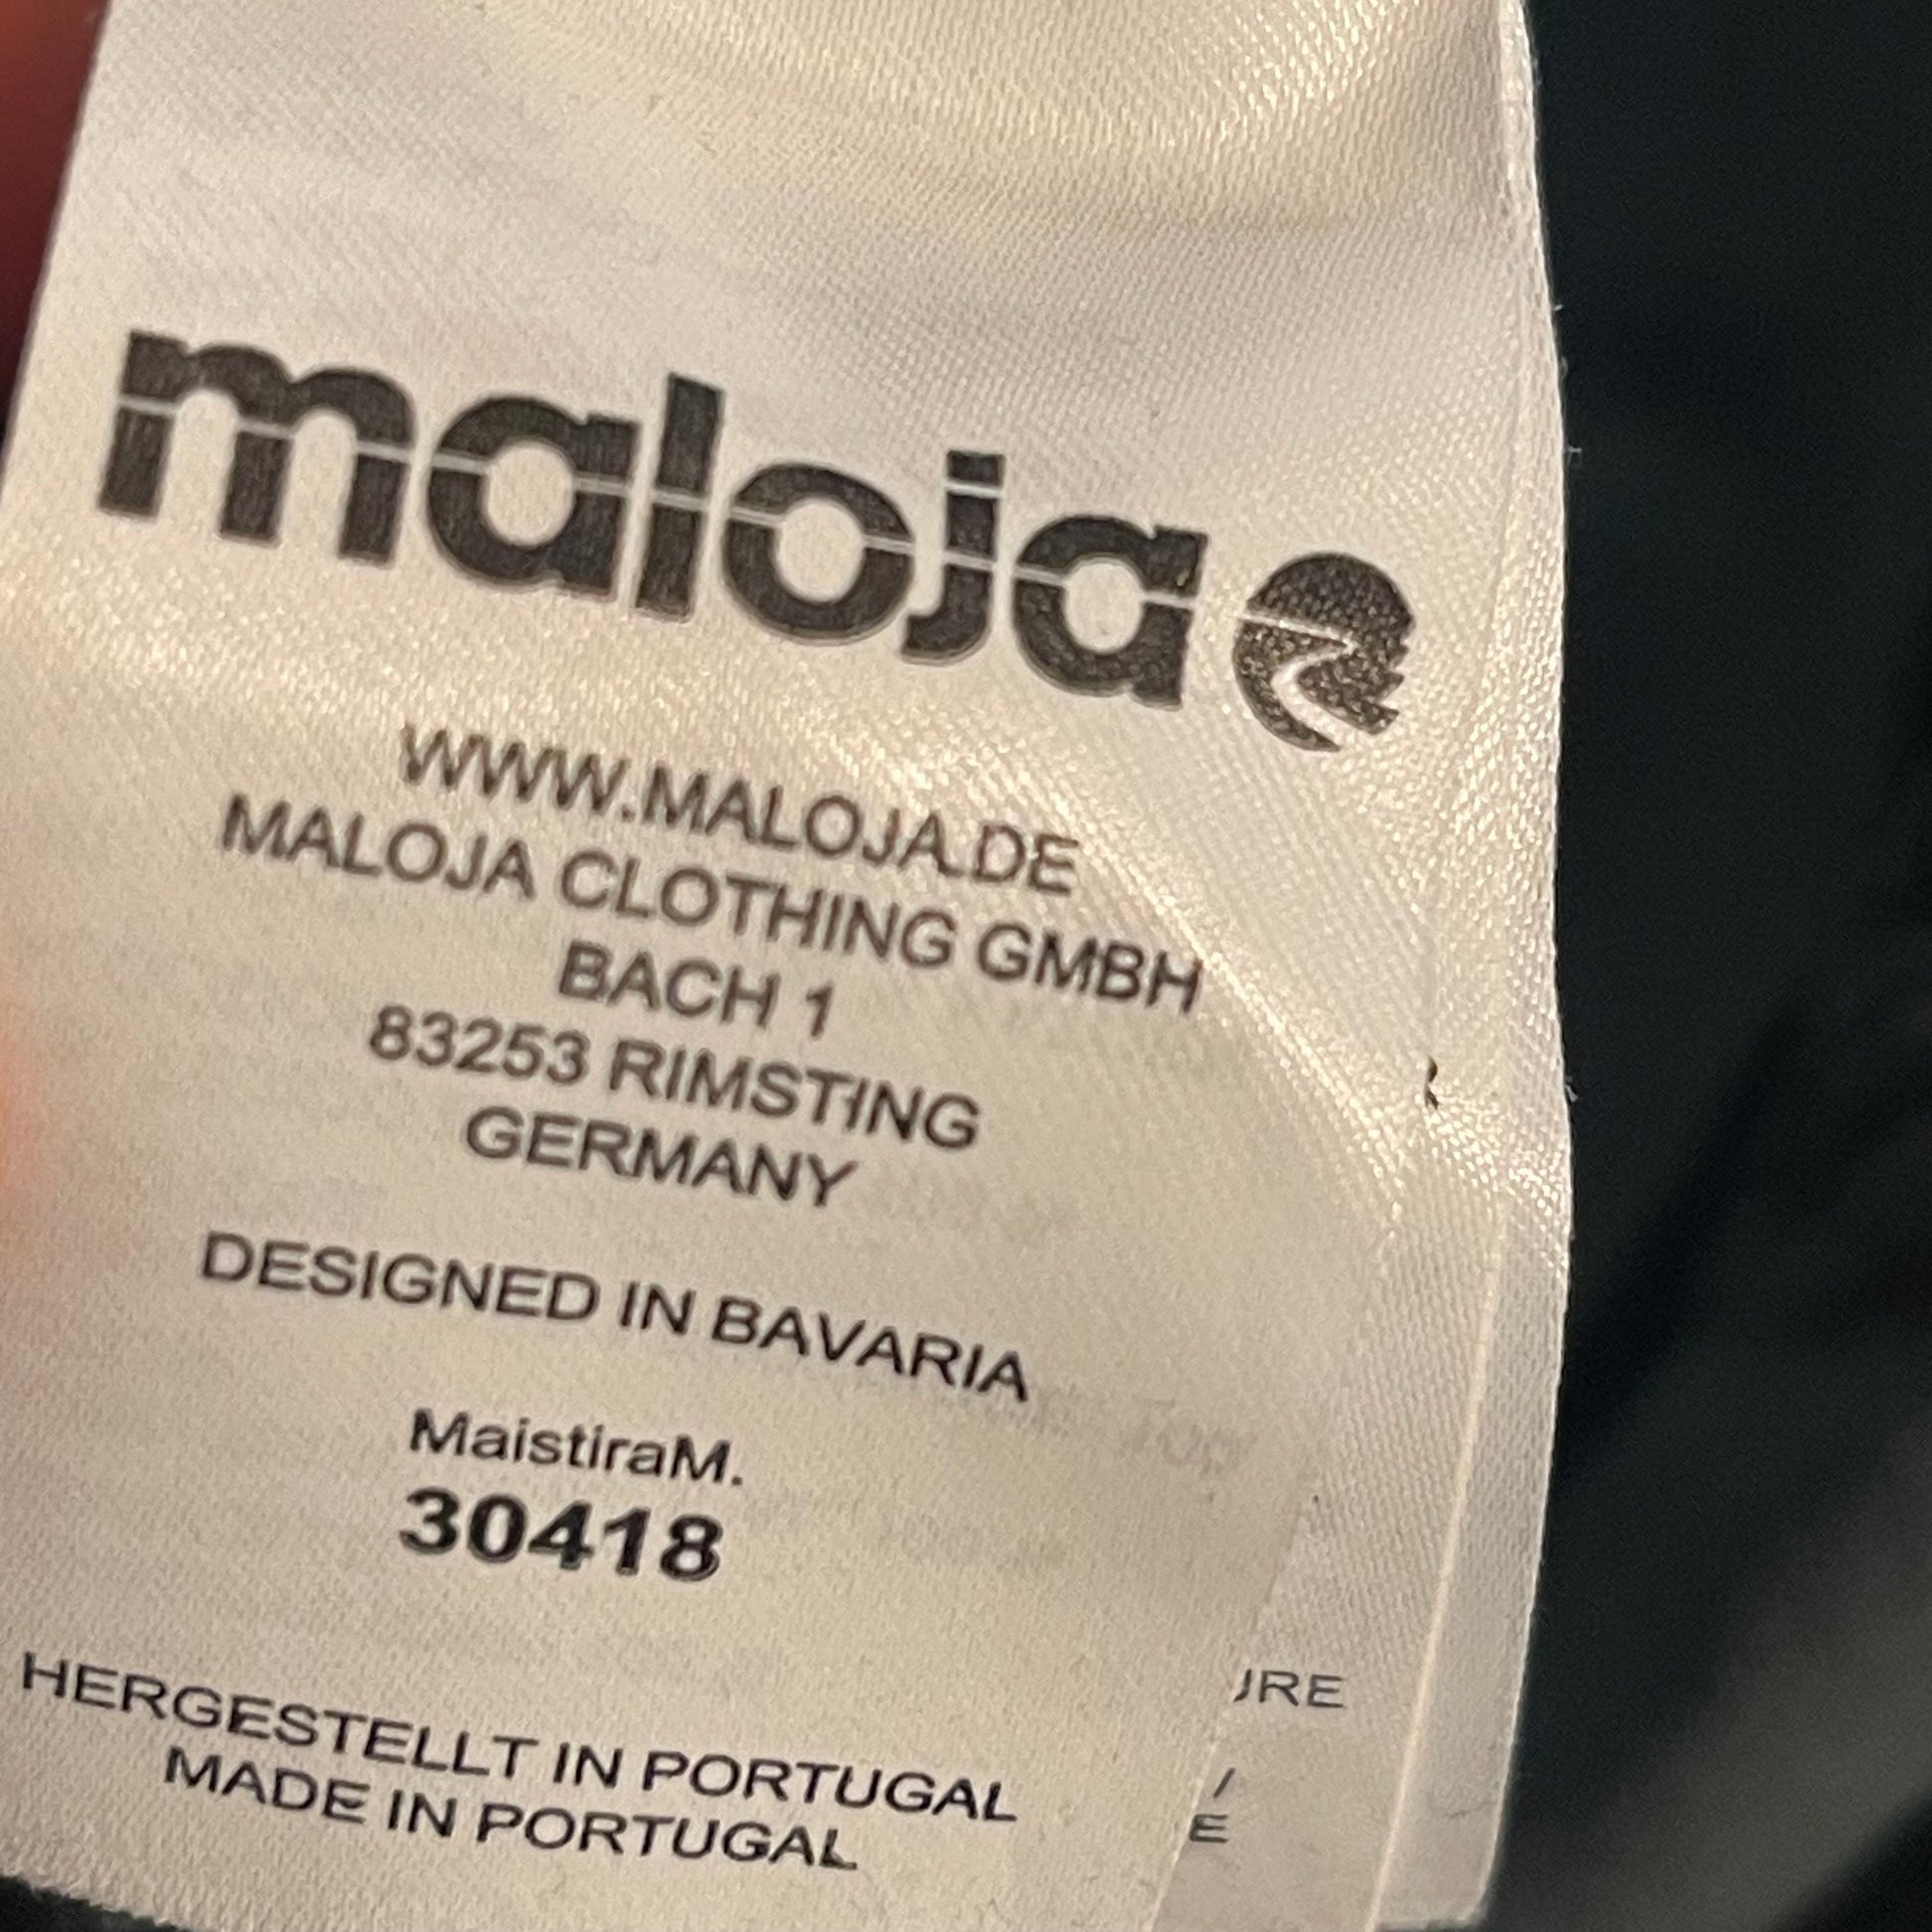 maloja
WWW.MALOJA.DE
MALOJA CLOTHING GMBH
BACH 1
83253 RIMSTING
GERMANY
DESIGNED IN BAVARIA
MaistiraM.
30418
HERGESTELLT IN PORTUGAL
MADE IN PORTUGAL
/
E